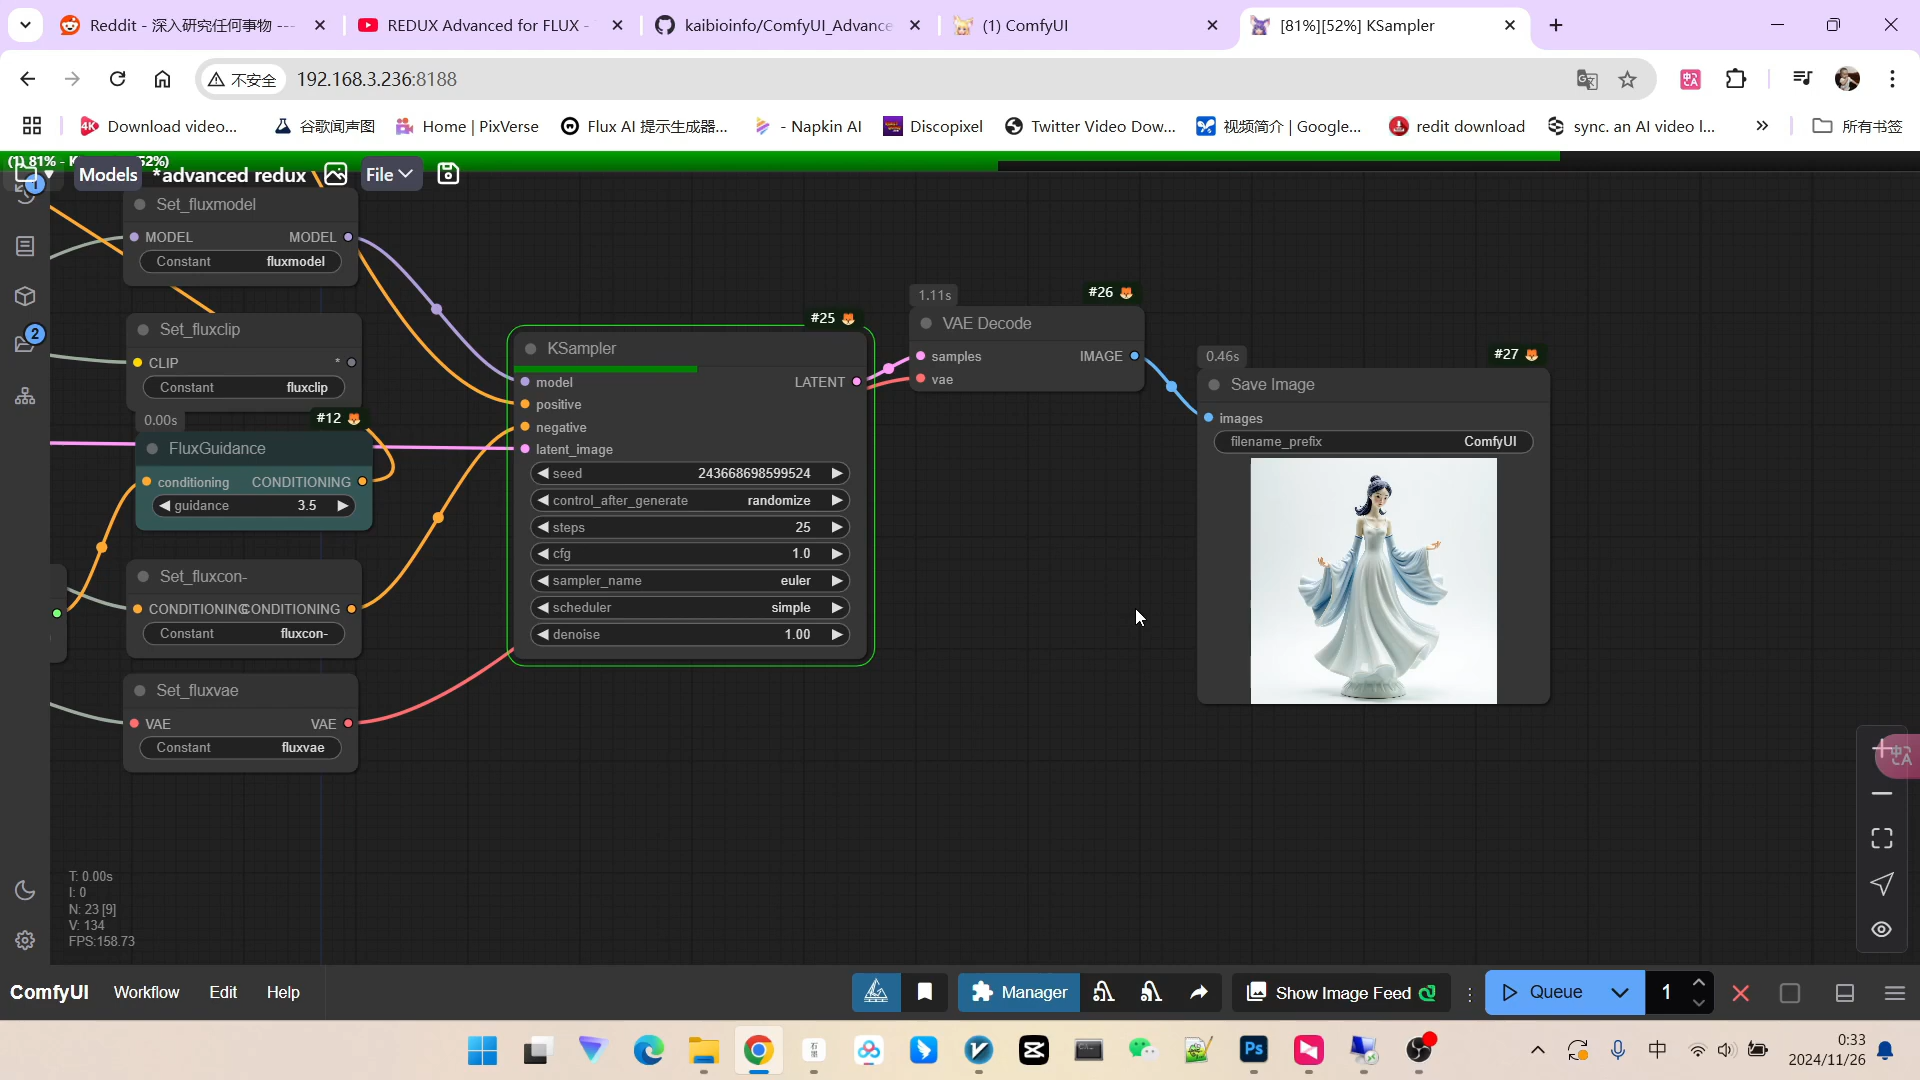 Reddit - 深入研究任何事物 ---
REDUX Advanced for FLUX -
kaibioinfo/ComfyUI_Advance
(1) ComfyUI
[81%][52%] KSampler
不安全
192.168.3.236:8188
Download video...
谷歌闻声图
Home | PixVerse
Flux AI 提示生成器...
- Napkin AI
Discopixel
Twitter Video Dow...
视频简介 | Google...
redit download
sync. an AI video l...
所有书签
(1) 81% - K
52%)
Models
*advanced redux
File
1
2
Set_fluxmodel
MODEL
MODEL
Constant
fluxmodel
Set_fluxclip
CLIP
*
Constant
fluxclip
0.00s
#12
FluxGuidance
conditioning
CONDITIONING
guidance
3.5
Set_fluxcon-
CONDITIONING
CONDITIONING
Constant
fluxcon-
Set_fluxvae
VAE
VAE
Constant
fluxvae
#25
KSampler
model
LATENT
positive
negative
latent_image
seed
243668698599524
control_after_generate
randomize
steps
25
cfg
1.0
sampler_name
euler
scheduler
simple
denoise
1.00
1.11s
#26
VAE Decode
samples
IMAGE
vae
0.46s
#27
Save Image
images
filename_prefix
ComfyUI
T: 0.00s
I: 0
N: 23 [9]
V: 134
FPS:158.73
ComfyUI
Workflow
Edit
Help
Manager
Show Image Feed
Queue
1
Ps
中
0:33
2024/11/26